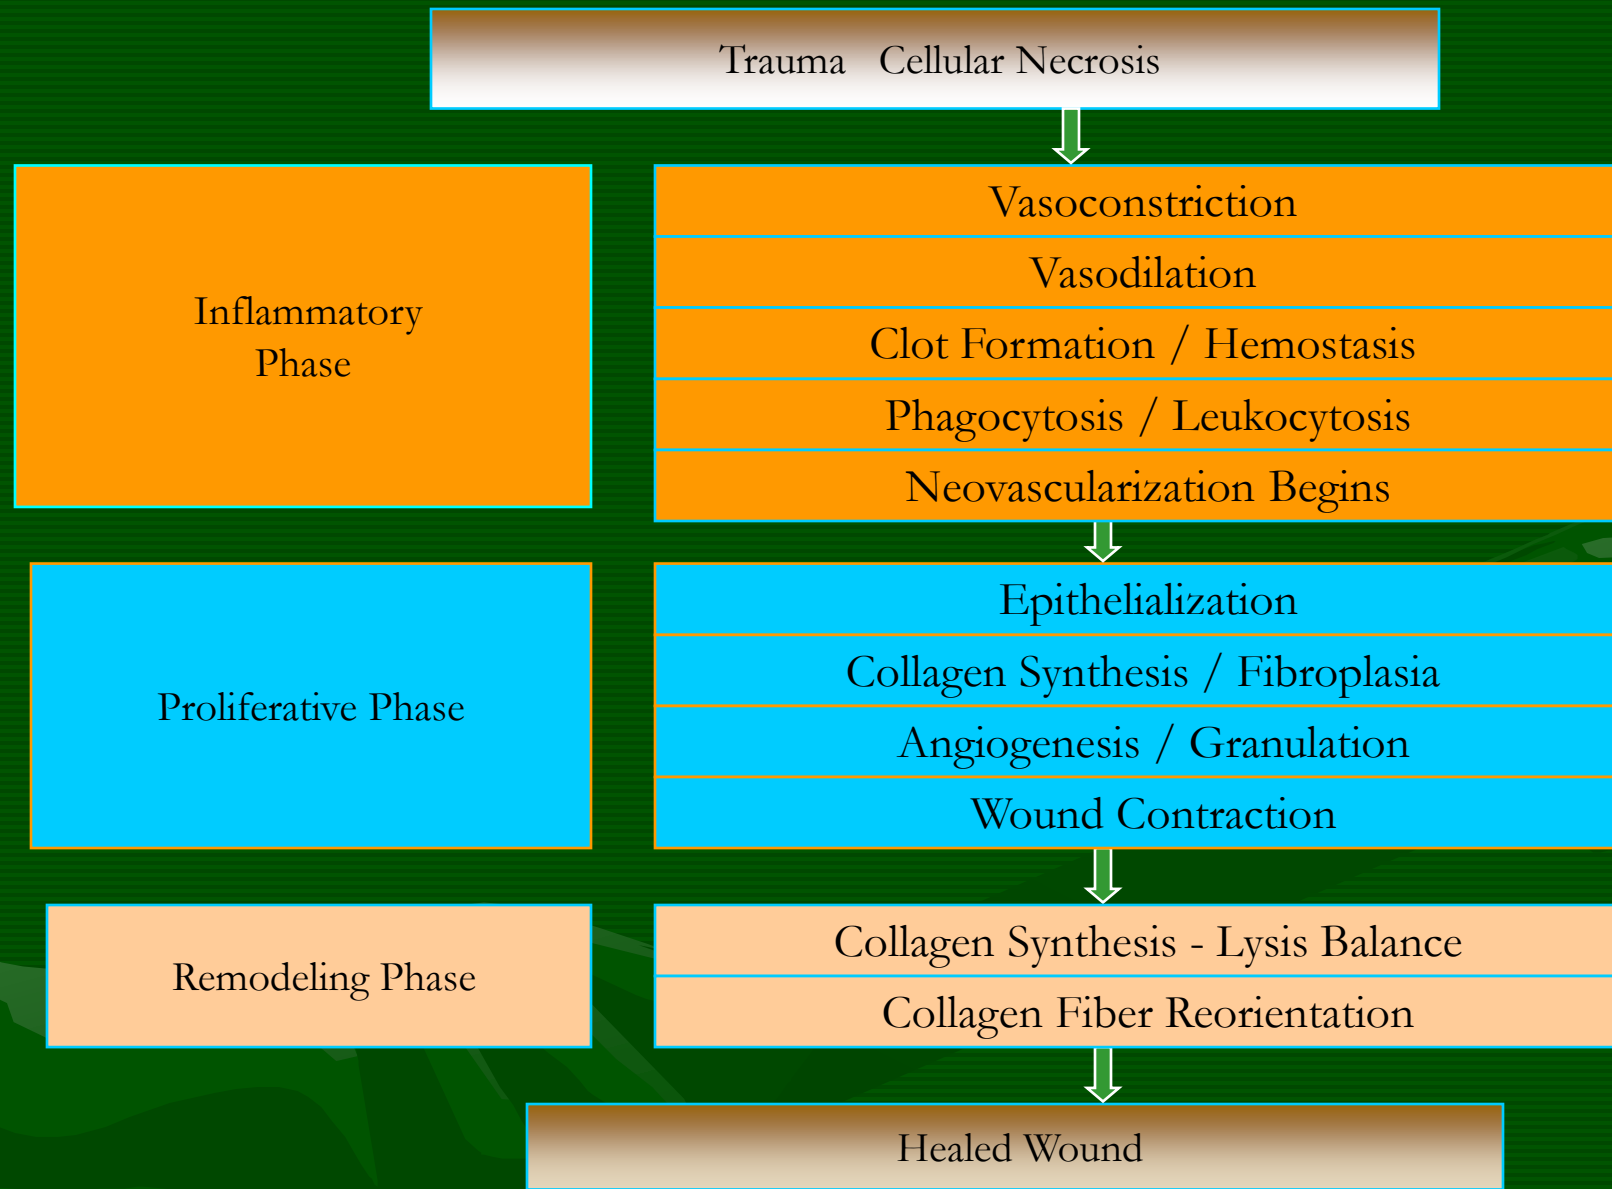 Trauma   Cellular Necrosis
Inflammatory
Phase
Vasoconstriction
Vasodilation
Clot Formation / Hemostasis
Phagocytosis / Leukocytosis
Neovascularization Begins
Proliferative Phase
Epithelialization
Collagen Synthesis / Fibroplasia
Angiogenesis / Granulation
Wound Contraction
Remodeling Phase
Collagen Synthesis - Lysis Balance
Collagen Fiber Reorientation
Healed Wound